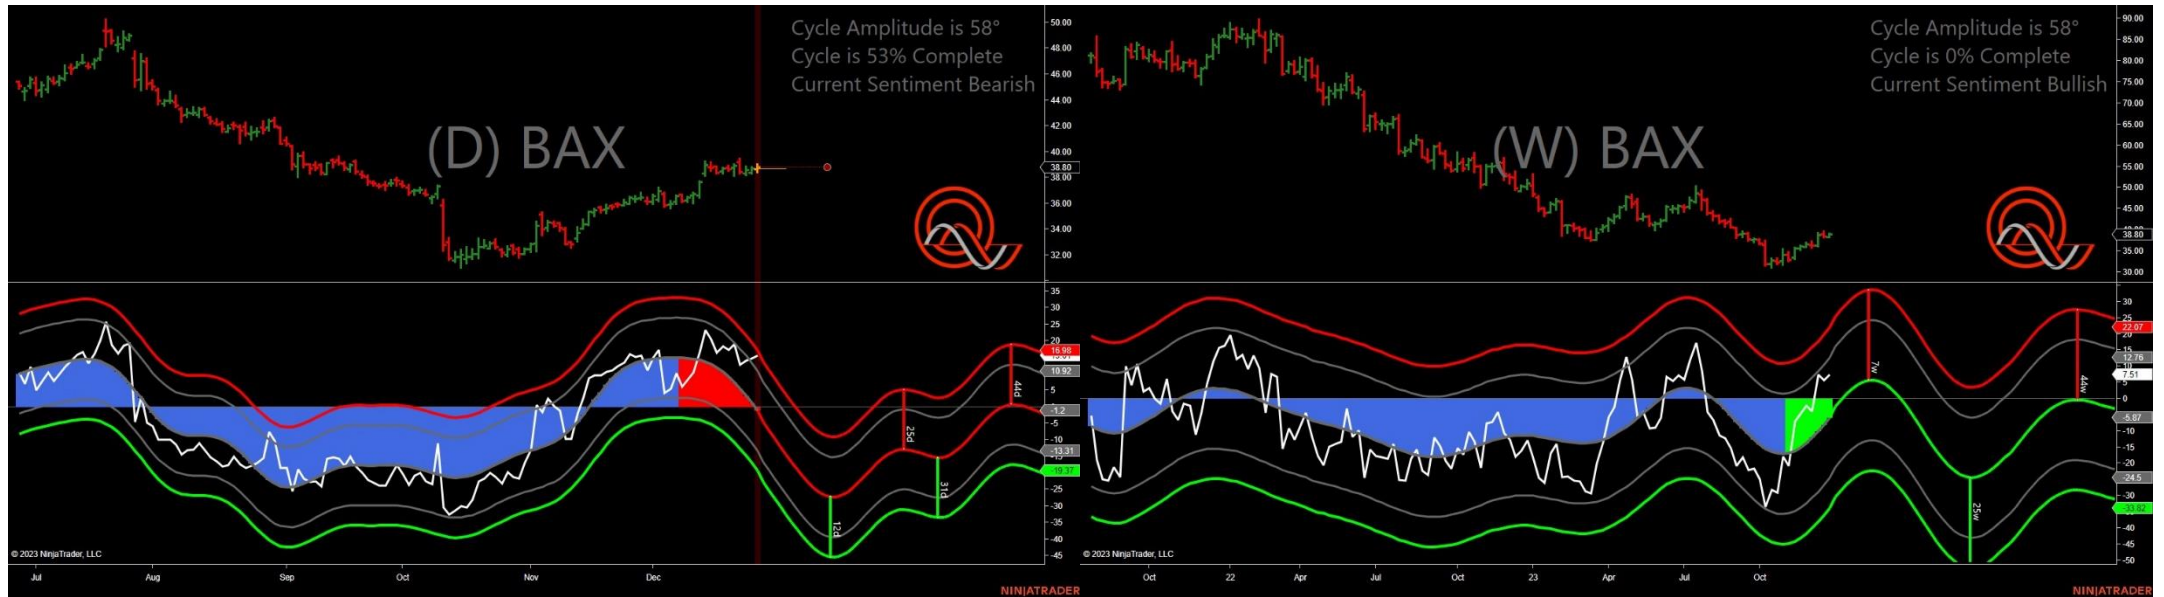 Cycle Amplitude is 58°
Cycle is 53% Complete
Current Sentiment Bearish
(D) BAX
50.00
48.00
46.00
44.00
42.00
40.00
38.80
38.00
36.00
34.00
32.00
35
30
25
20
16.98
10.92
5
0
-1.2
-5
-10
-13.31
-19.37
-25
-30
-35
-40
-45
12d
25d
31d
44d
© 2023 NinjaTrader, LLC
Jul Aug Sep Oct Nov Dec
NINJATRADER
Cycle Amplitude is 58°
Cycle is 0% Complete
Current Sentiment Bullish
(W) BAX
90.00
85.00
80.00
75.00
70.00
65.00
60.00
55.00
50.00
45.00
38.80
35.00
30.00
30
25
22.07
12.76
7.51
0
-5.87
-10
-15
-20
-24.5
-30
-33.82
-40
-45
-50
7w
25w
44w
© 2023 NinjaTrader, LLC
Oct 22 Apr Jul Oct 23 Apr Jul Oct
NINJATRADER